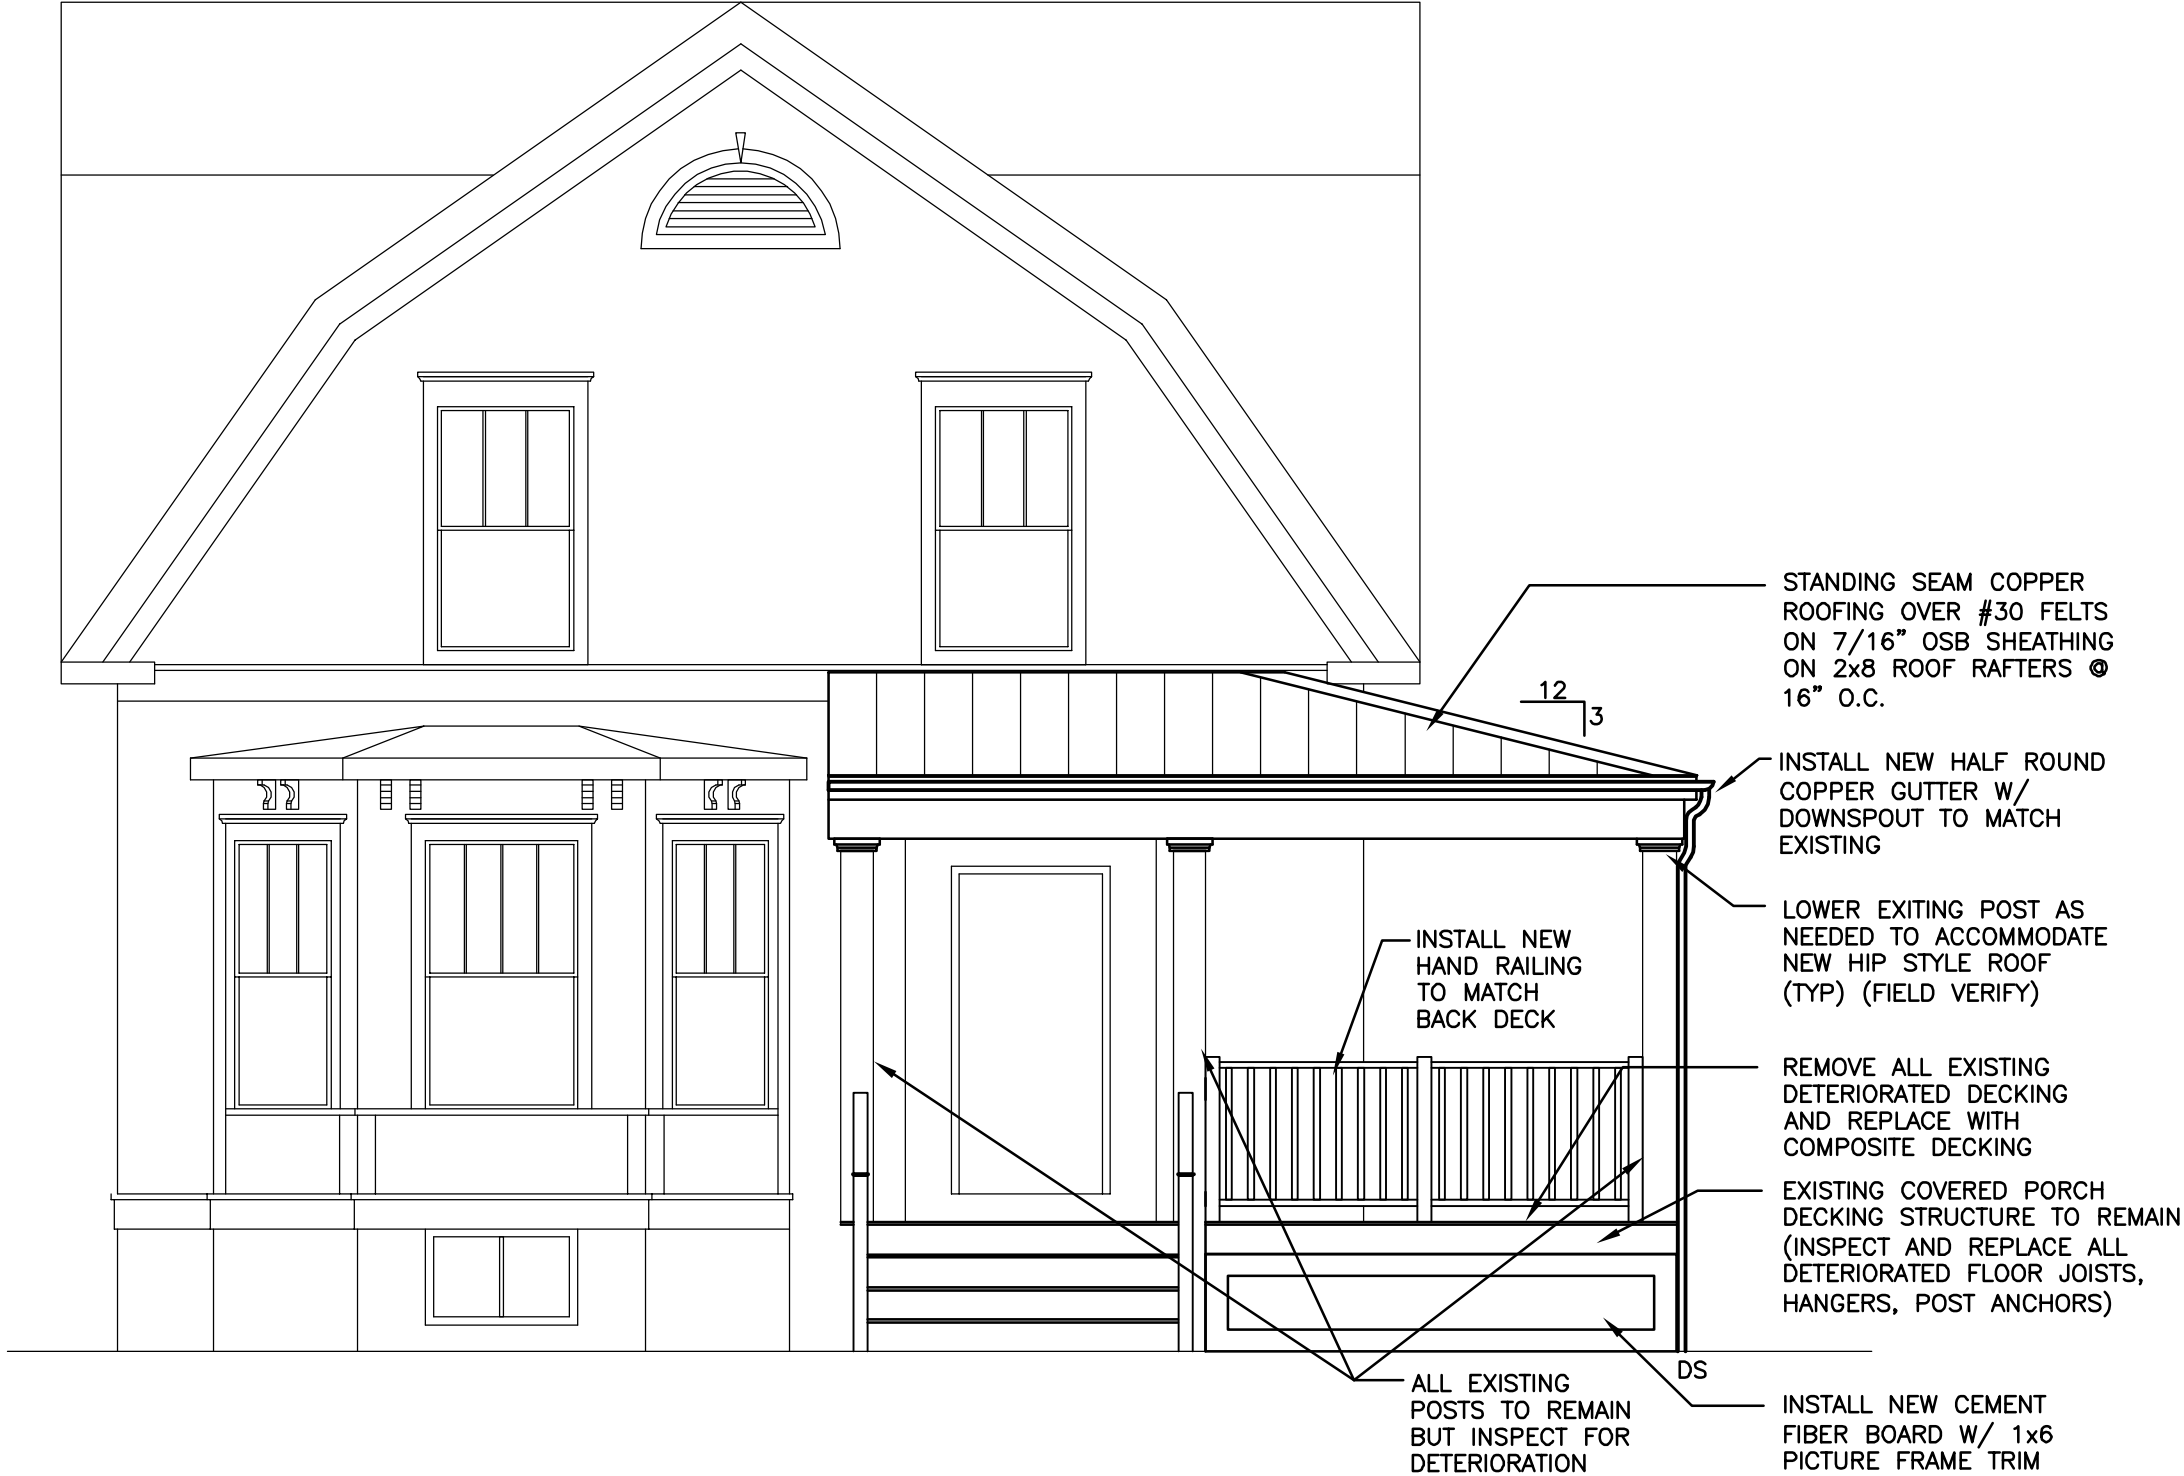 STANDING SEAM COPPER
ROOFING OVER #30 FELTS
ON 7/16" OSB SHEATHING
ON 2x8 ROOF RAFTERS @
16" O.C.
12
3
INSTALL NEW HALF ROUND
COPPER GUTTER W/
DOWNSPOUT TO MATCH
EXISTING
LOWER EXITING POST AS
NEEDED TO ACCOMMODATE
NEW HIP STYLE ROOF
(TYP) (FIELD VERIFY)
INSTALL NEW
HAND RAILING
TO MATCH
BACK DECK
REMOVE ALL EXISTING
DETERIORATED DECKING
AND REPLACE WITH
COMPOSITE DECKING
EXISTING COVERED PORCH
DECKING STRUCTURE TO REMAIN
(INSPECT AND REPLACE ALL
DETERIORATED FLOOR JOISTS,
HANGERS, POST ANCHORS)
DS
ALL EXISTING
POSTS TO REMAIN
BUT INSPECT FOR
DETERIORATION
INSTALL NEW CEMENT
FIBER BOARD W/ 1x6
PICTURE FRAME TRIM